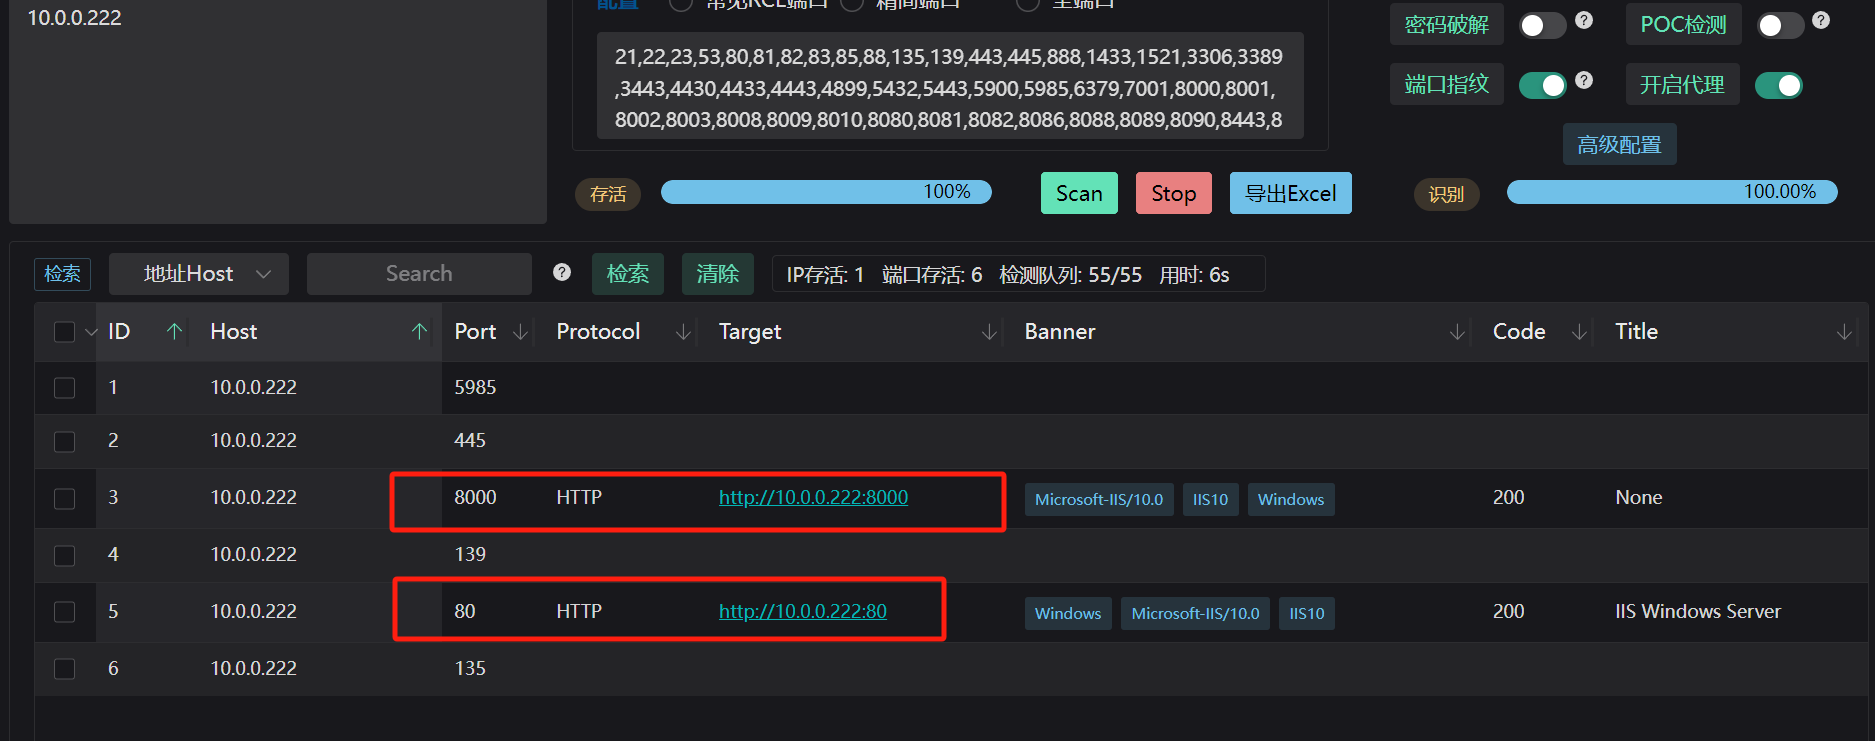 10.0.0.222
配置 常见RCE端口 精简端口 全端口
21,22,23,53,80,81,82,83,85,88,135,139,443,445,888,1433,1521,3306,3389
,3443,4430,4433,4443,4899,5432,5443,5900,5985,6379,7001,8000,8001,
8002,8003,8008,8009,8010,8080,8081,8082,8086,8088,8089,8090,8443,8
密码破解 ? POC检测 ?
端口指纹 ? 开启代理
高级配置
存活 100% Scan Stop 导出Excel 识别 100.00%
检索 地址Host Search ? 检索 清除 IP存活: 1 端口存活: 6 检测队列: 55/55 用时: 6s
ID Host Port Protocol Target Banner Code Title
1 10.0.0.222 5985
2 10.0.0.222 445
3 10.0.0.222 8000 HTTP http://10.0.0.222:8000 Microsoft-IIS/10.0 IIS10 Windows 200 None
4 10.0.0.222 139
5 10.0.0.222 80 HTTP http://10.0.0.222:80 Windows Microsoft-IIS/10.0 IIS10 200 IIS Windows Server
6 10.0.0.222 135